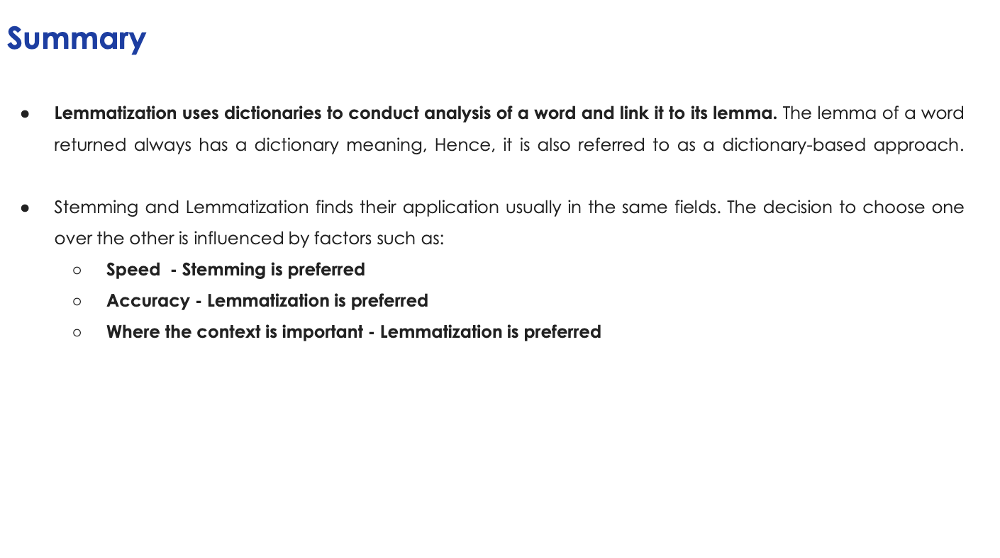 Summary
● Lemmatization uses dictionaries to conduct analysis of a word and link it to its lemma. The lemma of a word
returned always has a dictionary meaning, Hence, it is also referred to as a dictionary-based approach.
● Stemming and Lemmatization finds their application usually in the same fields. The decision to choose one
over the other is influenced by factors such as:
○ Speed  - Stemming is preferred
○ Accuracy - Lemmatization is preferred
○ Where the context is important - Lemmatization is preferred